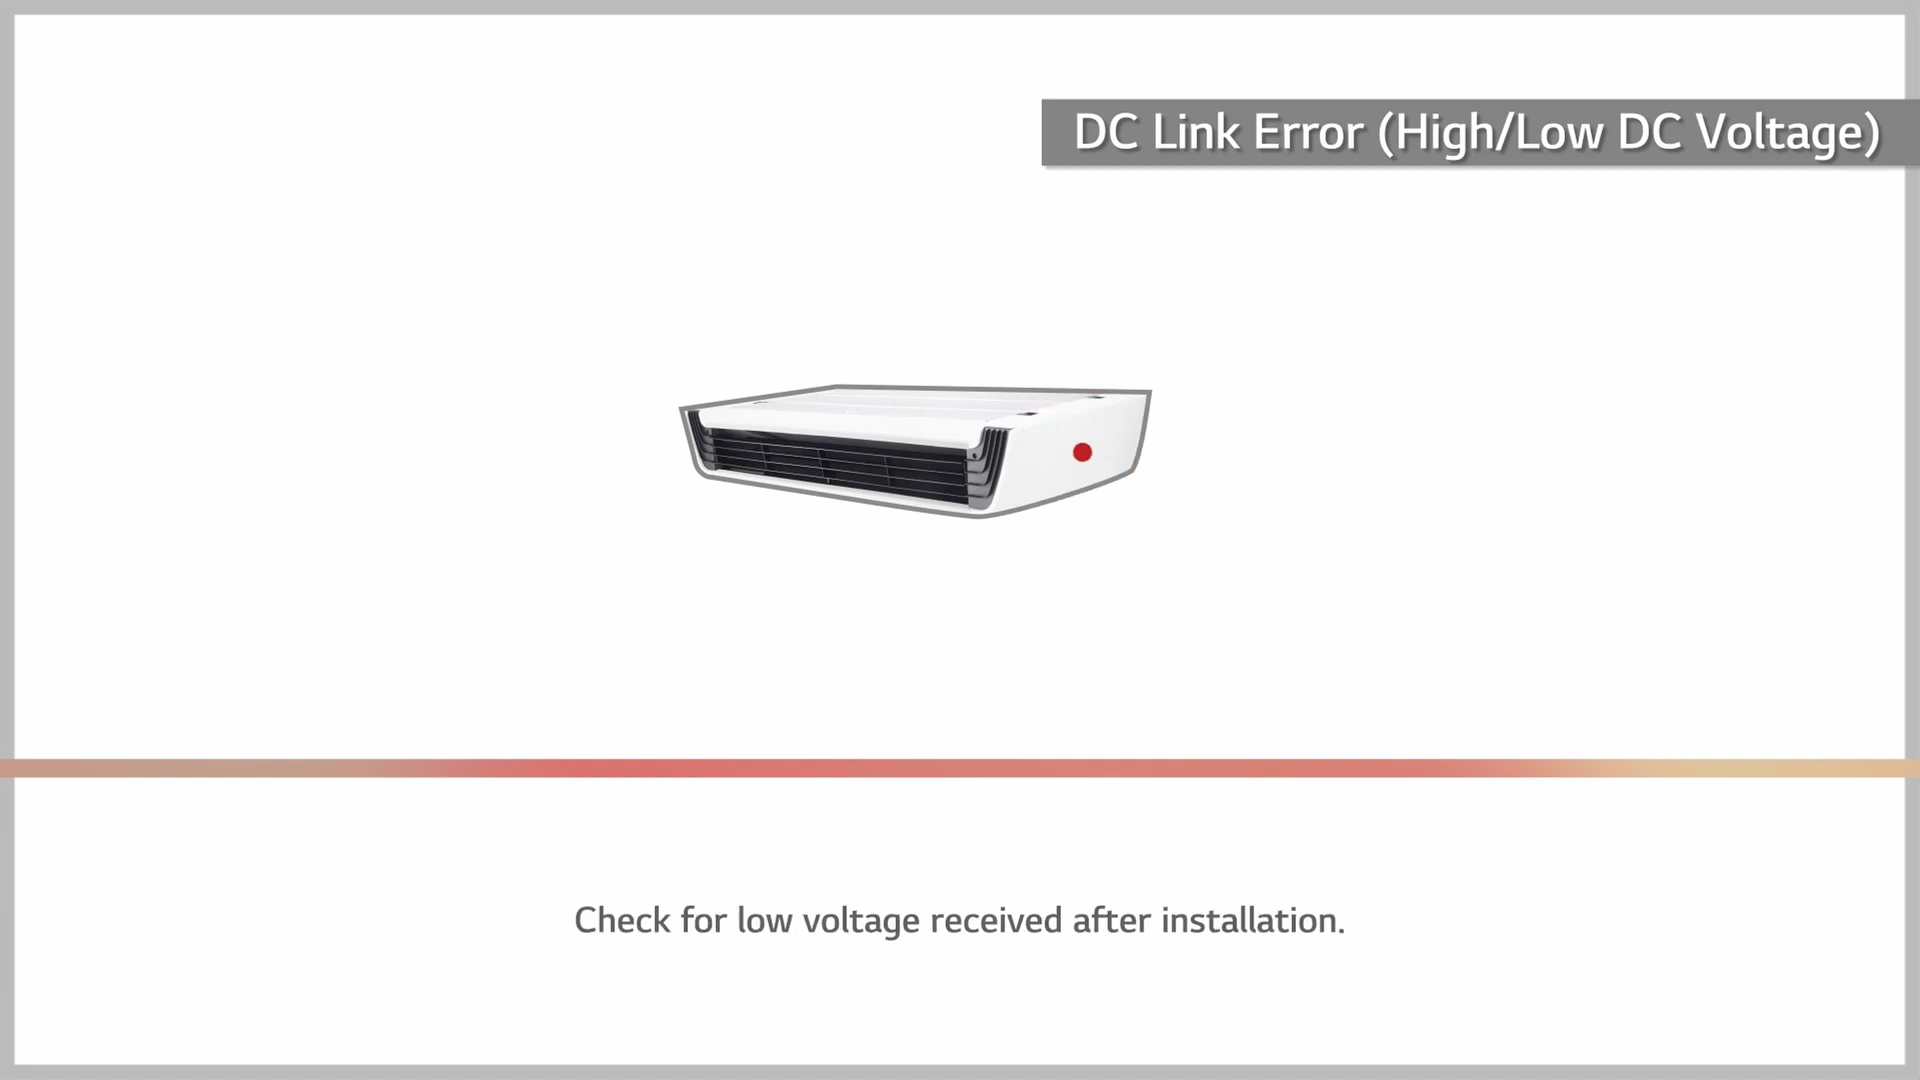 DC Link Error (High/Low DC Voltage)
Check for low voltage received after installation.